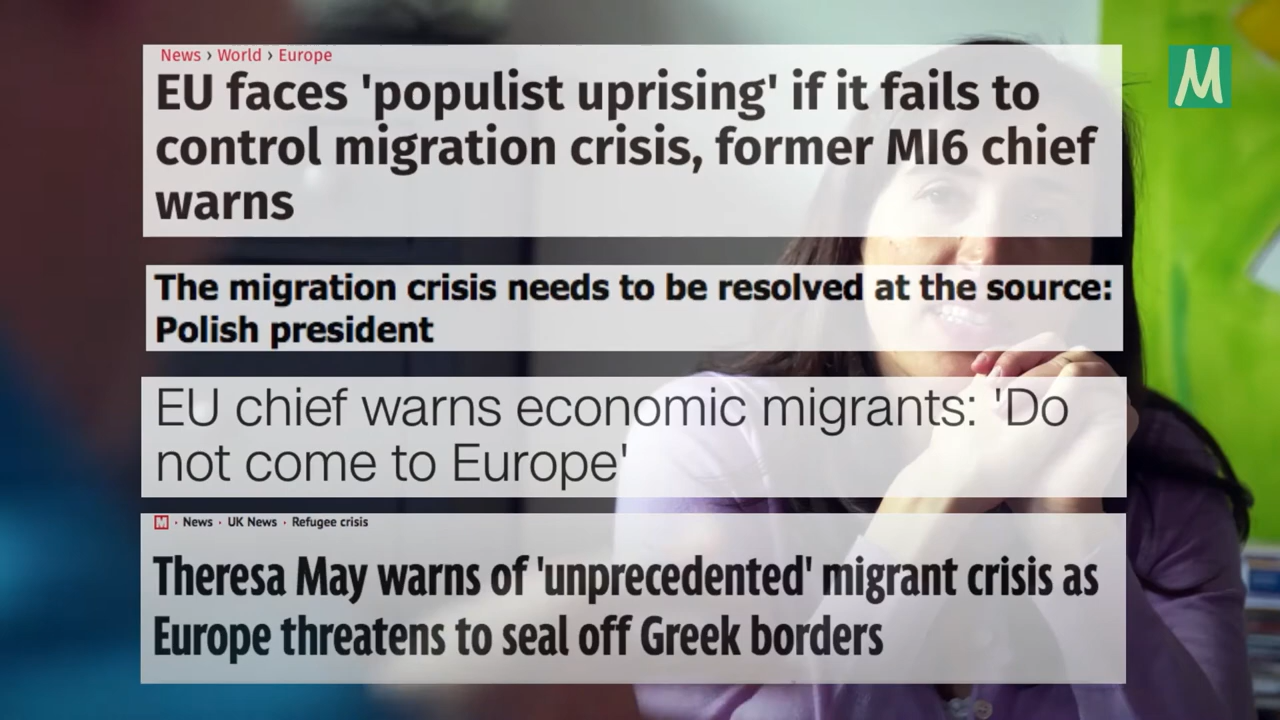 News › World › Europe
EU faces 'populist uprising' if it fails to
control migration crisis, former MI6 chief
warns
M
The migration crisis needs to be resolved at the source:
Polish president
EU chief warns economic migrants: 'Do
not come to Europe'
M · News · UK News · Refugee crisis
Theresa May warns of 'unprecedented' migrant crisis as
Europe threatens to seal off Greek borders